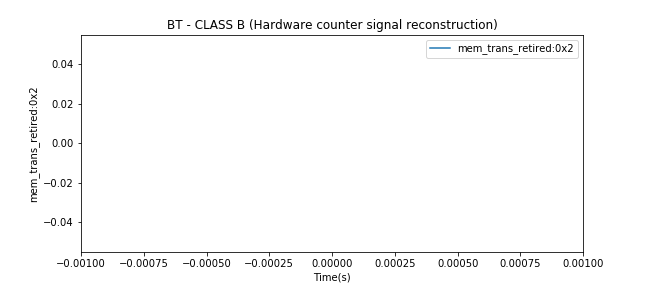 BT - CLASS B (Hardware counter signal reconstruction)
mem_trans_retired:0x2
mem_trans_retired:0x2
0.04
0.02
0.00
−0.02
−0.04
−0.00100 −0.00075 −0.00050 −0.00025 0.00000 0.00025 0.00050 0.00075 0.00100
Time(s)